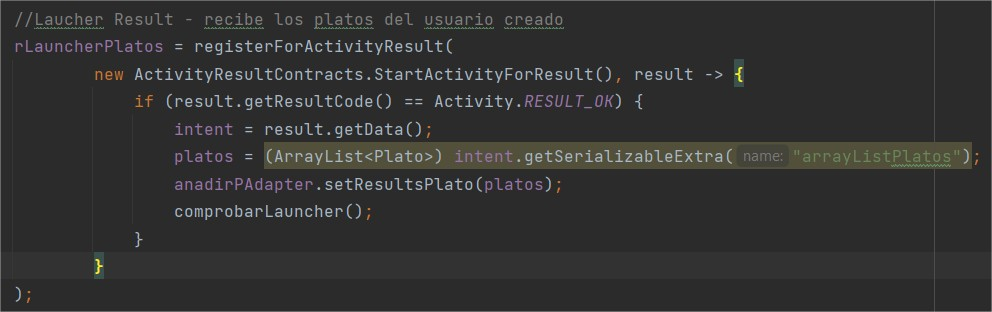 //Laucher Result - recibe los platos del usuario creado
rLauncherPlatos = registerForActivityResult(
new ActivityResultContracts.StartActivityForResult(), result -> {
if (result.getResultCode() == Activity.RESULT_OK) {
intent = result.getData();
platos = (ArrayList<Plato>) intent.getSerializableExtra( name: "arrayListPlatos");
anadirPAdapter.setResultsPlato(platos);
comprobarLauncher();
}
}
);